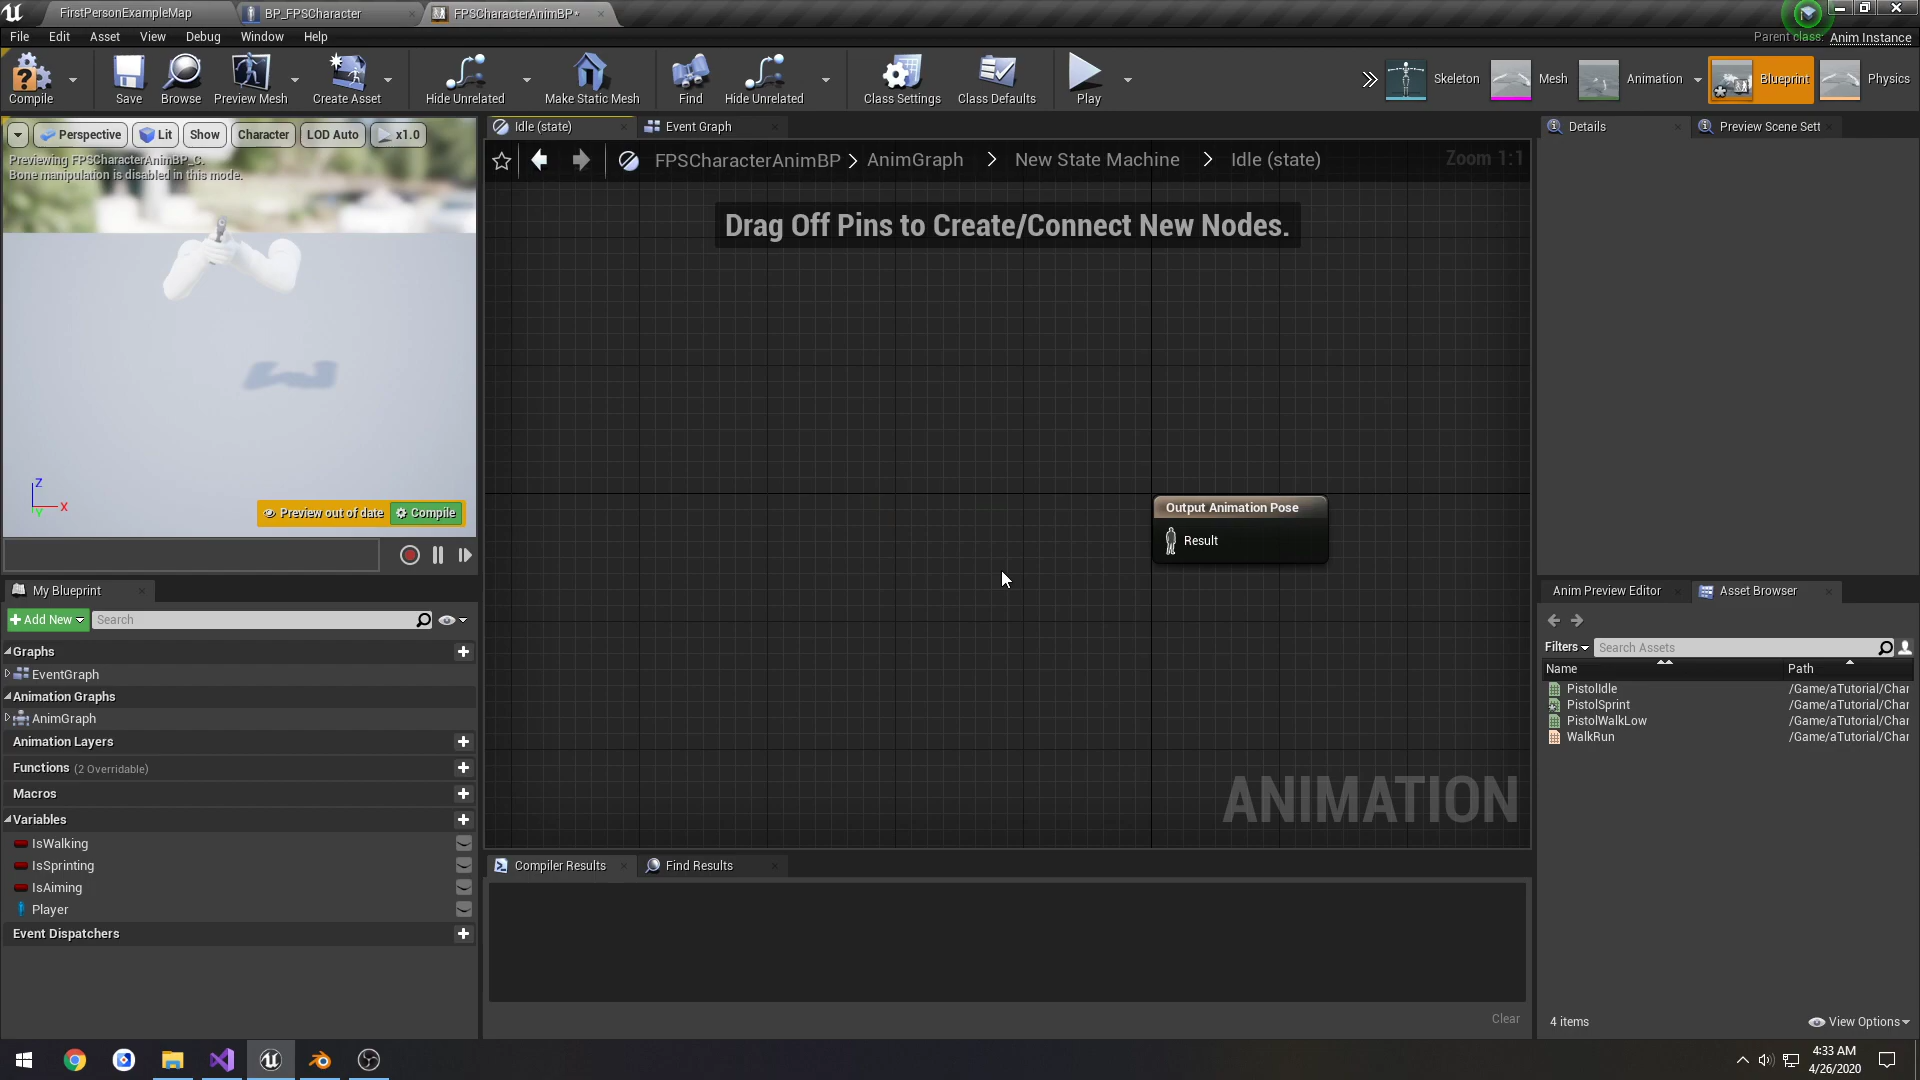 FirstPersonExampleMap
BP_FPSCharacter
FPSCharacterAnimBP*
File Edit Asset View Debug Window Help
Parent class: Anim Instance
Compile
Save
Browse
Preview Mesh
Create Asset
Hide Unrelated
Make Static Mesh
Find
Hide Unrelated
Class Settings
Class Defaults
Play
Skeleton
Mesh
Animation
Blueprint
Physics
Perspective
Lit
Show
Character
LOD Auto
x1.0
Previewing FPSCharacterAnimBP_C.
Bone manipulation is disabled in this mode.
Z
X
Y
Preview out of date
Compile
Idle (state)
Event Graph
FPSCharacterAnimBP > AnimGraph > New State Machine > Idle (state)
Zoom 1:1
Drag Off Pins to Create/Connect New Nodes.
Output Animation Pose
Result
ANIMATION
Details
Preview Scene Sett
My Blueprint
Add New
Search
Graphs
EventGraph
Animation Graphs
AnimGraph
Animation Layers
Functions (2 Overridable)
Macros
Variables
IsWalking
IsSprinting
IsAiming
Player
Event Dispatchers
Compiler Results
Find Results
Clear
Anim Preview Editor
Asset Browser
Filters
Search Assets
Name Path
PistolIdle /Game/aTutorial/Char
PistolSprint /Game/aTutorial/Char
PistolWalkLow /Game/aTutorial/Char
WalkRun /Game/aTutorial/Char
4 items
View Options
4:33 AM
4/26/2020